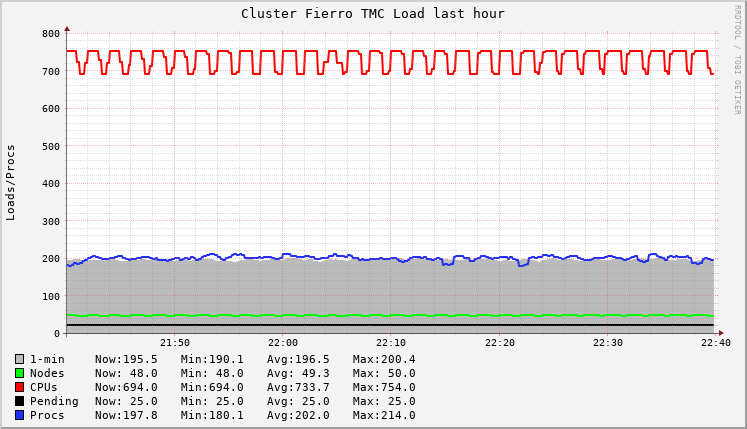 Cluster Fierro TMC Load last hour
RRDTOOL / TOBI OETIKER
Loads/Procs
800
700
600
500
400
300
200
100
0
21:50 22:00 22:10 22:20 22:30 22:40
1-min Now:195.5 Min:190.1 Avg:196.5 Max:200.4
Nodes Now: 48.0 Min: 48.0 Avg: 49.3 Max: 50.0
CPUs Now:694.0 Min:694.0 Avg:733.7 Max:754.0
Pending Now: 25.0 Min: 25.0 Avg: 25.0 Max: 25.0
Procs Now:197.8 Min:180.1 Avg:202.0 Max:214.0